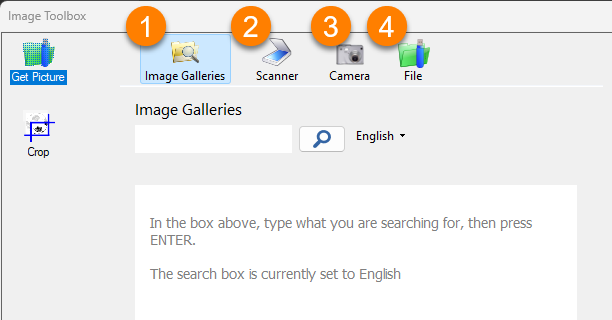 Image Toolbox
1 2 3 4
Get Picture
Image Galleries Scanner Camera File
Image Galleries
English
Crop
In the box above, type what you are searching for, then press
ENTER.
The search box is currently set to English